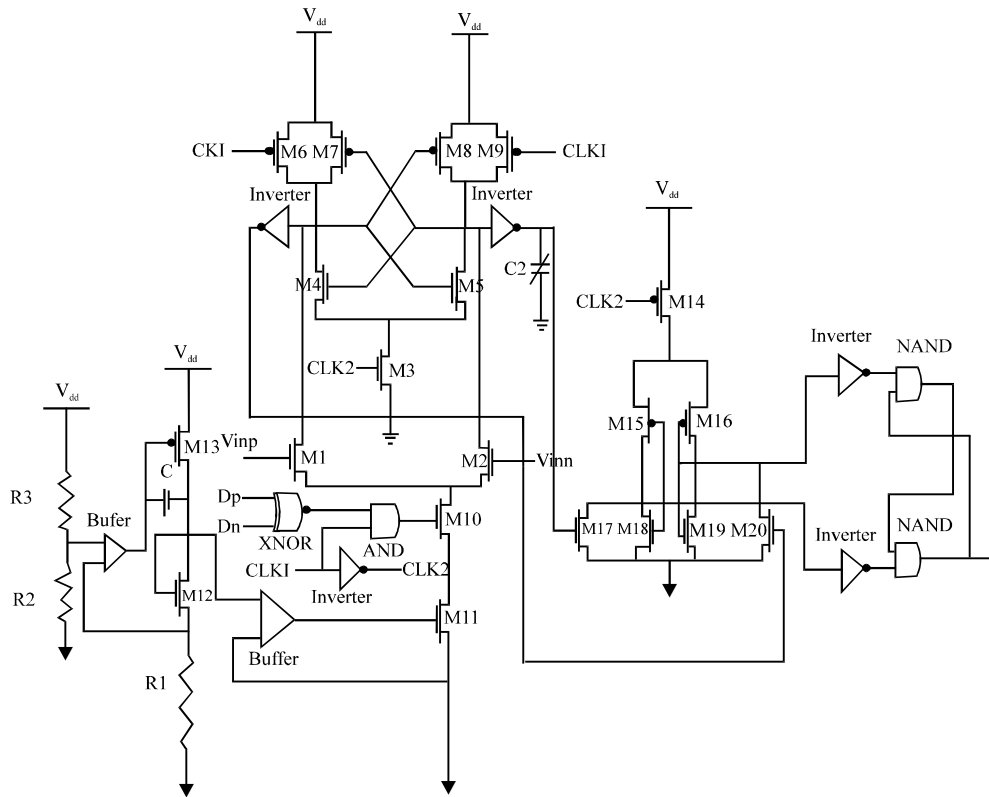 Vdd
Vdd
CKI
M6 M7
M8 M9
CLKI
Inverter
Inverter
Vdd
M4
M5
C2
CLK2
M14
Inverter
NAND
Vdd
CLK2
M3
Vdd
M15
M16
M13
Vinp
M1
M2
Vinn
C
R3
Dp
Bufer
Dn
XNOR
AND
M10
M17 M18
M19 M20
NAND
Inverter
CLKI
CLK2
Inverter
R2
M12
M11
Buffer
R1